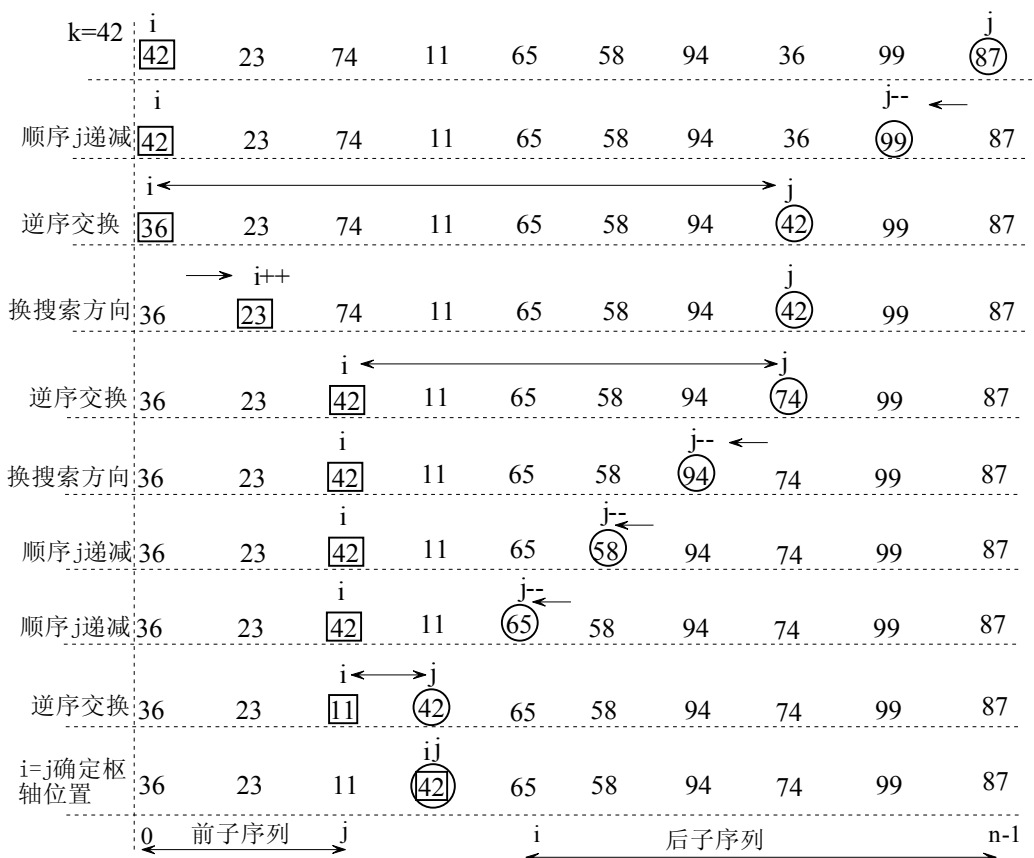 i j
k=42 42 23 74 11 65 58 94 36 99 87
i j--
顺序j递减 42 23 74 11 65 58 94 36 99 87
i j
逆序交换 36 23 74 11 65 58 94 42 99 87
i++ j
换搜索方向 36 23 74 11 65 58 94 42 99 87
i j
逆序交换 36 23 42 11 65 58 94 74 99 87
i j--
换搜索方向 36 23 42 11 65 58 94 74 99 87
i j--
顺序j递减 36 23 42 11 65 58 94 74 99 87
i j--
顺序j递减 36 23 42 11 65 58 94 74 99 87
i j
逆序交换 36 23 11 42 65 58 94 74 99 87
ij
i=j确定枢
轴位置 36 23 11 42 65 58 94 74 99 87
0 前子序列 j i 后子序列 n-1